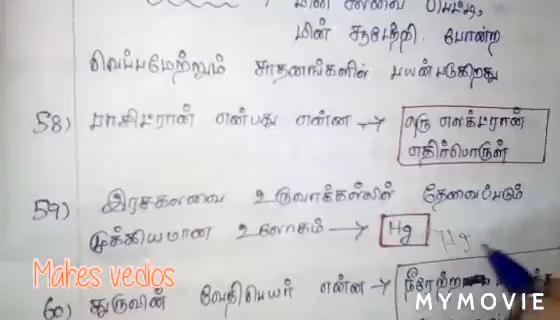 மின் சலவை பெட்டி,
மின் சூடேற்றி. போன்ற
வெப்பமேற்றும் சாதனங்களில் பயன்படுகிறது
58) பாசிட்ரான் என்பது என்ன → ஒரு எலக்ட்ரான்
எதிர்பொருள்
59) இரசகலவை உருவாக்கலில் தேவைப்படும்
முக்கியமான உலோகம் → Hg
Mahes vedios
60) துருவின் வேதிபெயர் என்ன →
MYMOVIE